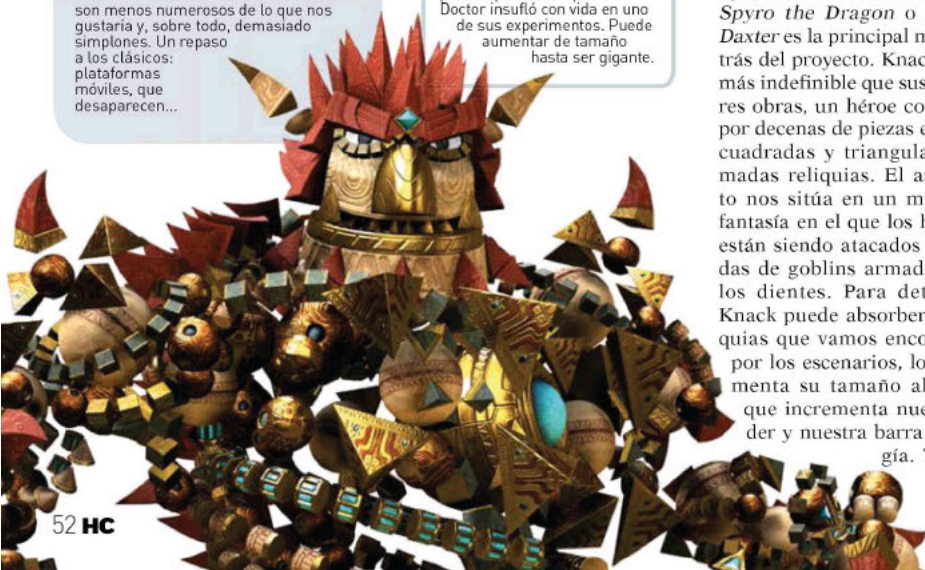 son menos numerosos de lo que nos
gustaría y, sobre todo, demasiado
simplones. Un repaso
a los clásicos:
plataformas
móviles, que
desaparecen...
Doctor insufló con vida en uno
de sus experimentos. Puede
aumentar de tamaño
hasta ser gigante.
Spyro the Dragon o
Daxter es la principal m
trás del proyecto. Knac
más indefinible que sus
res obras, un héroe co
por decenas de piezas e
cuadradas y triangula
madas reliquias. El a
to nos sitúa en un m
fantasía en el que los h
están siendo atacados
das de goblins armad
los dientes. Para det
Knack puede absorber
quias que vamos enco
por los escenarios, lo
menta su tamaño al
que incrementa nue
der y nuestra barra
gía.
52 HC